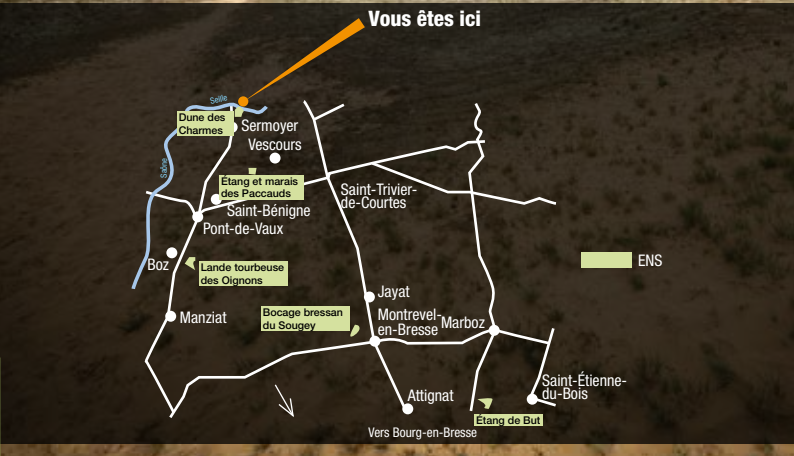 Vous êtes ici
Seille
Dune des
Charmes
Sermoyer
Vescours
Saône
Étang et marais
des Paccauds
Saint-Trivier-
de-Courtes
Saint-Bénigne
Pont-de-Vaux
Boz
Lande tourbeuse
des Oignons
ENS
Jayat
Manziat
Bocage bressan
du Sougey
Montrevel-
en-Bresse
Marboz
Saint-Étienne-
du-Bois
Attignat
Étang de But
Vers Bourg-en-Bresse